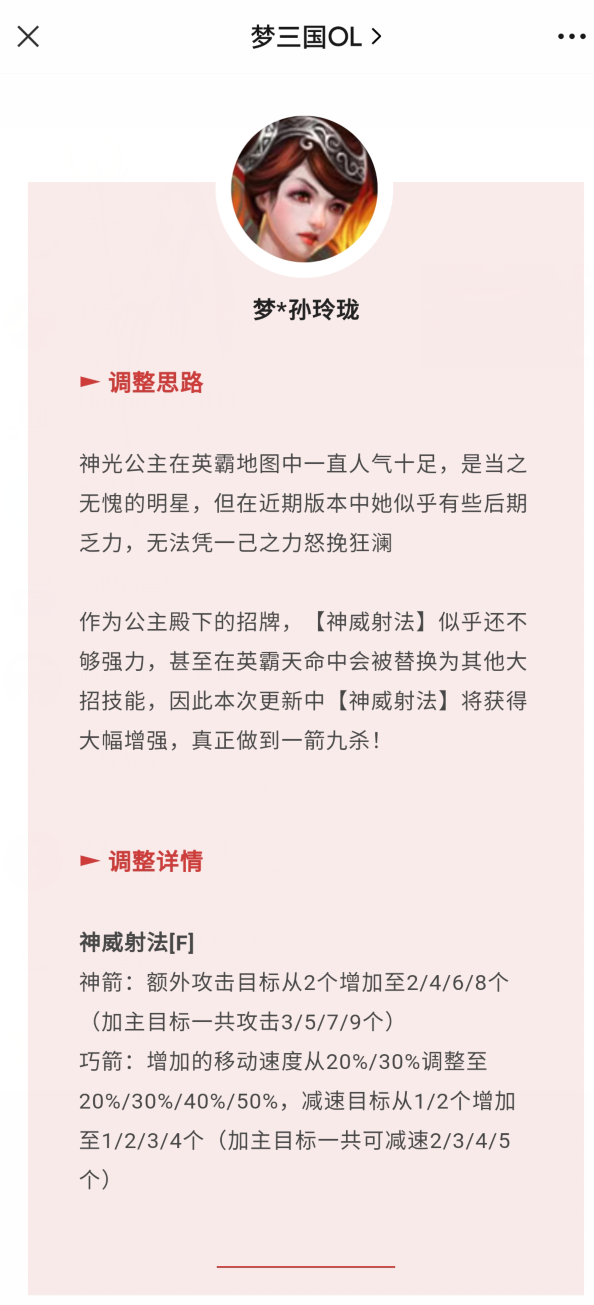 梦三国OL
梦*孙玲珑
调整思路
神光公主在英霸地图中一直人气十足，是当之
无愧的明星，但在近期版本中她似乎有些后期
乏力，无法凭一己之力怒挽狂澜
作为公主殿下的招牌，【神威射法】似乎还不
够强力，甚至在英霸天命中会被替换为其他大
招技能，因此本次更新中【神威射法】将获得
大幅增强，真正做到一箭九杀！
调整详情
神威射法[F]
神箭：额外攻击目标从2个增加至2/4/6/8个
（加主目标一共攻击3/5/7/9个）
巧箭：增加的移动速度从20%/30%调整至
20%/30%/40%/50%，减速目标从1/2个增加
至1/2/3/4个（加主目标一共可减速2/3/4/5
个）